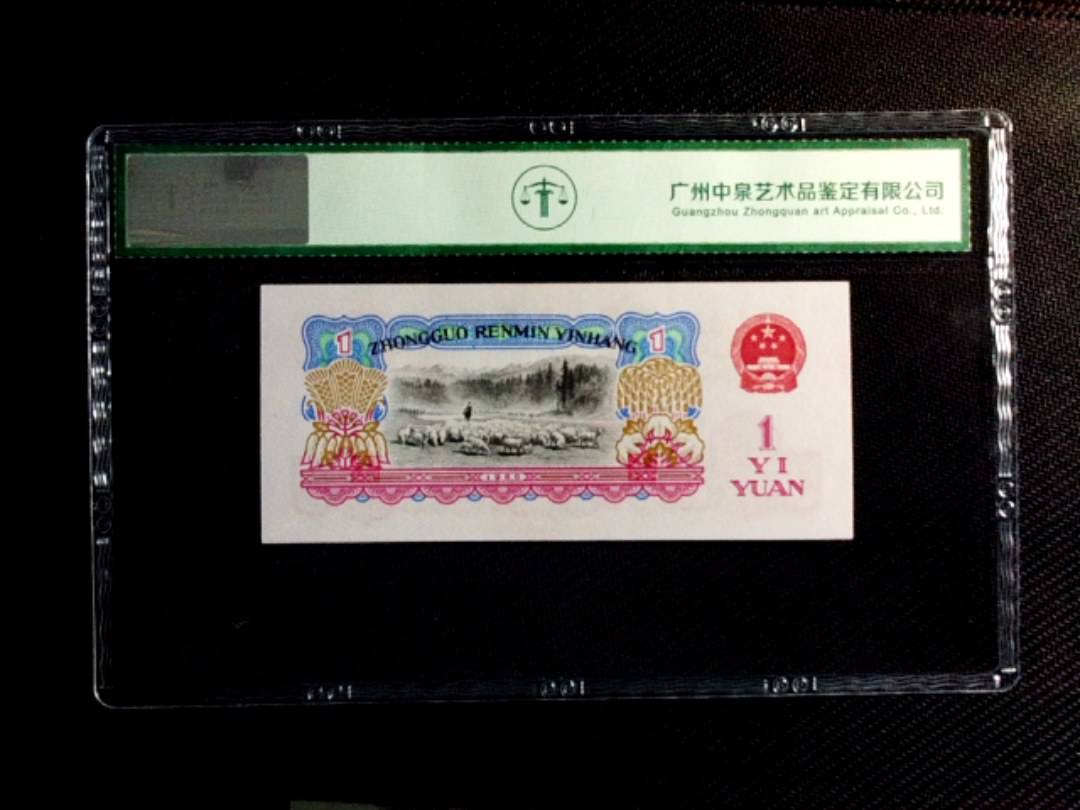 广州中泉艺术品鉴定有限公司
Guangzhou Zhongquan art Appraisal Co., Ltd.
1
ZHONGGUO RENMIN YINHANG
1
1
YI
YUAN